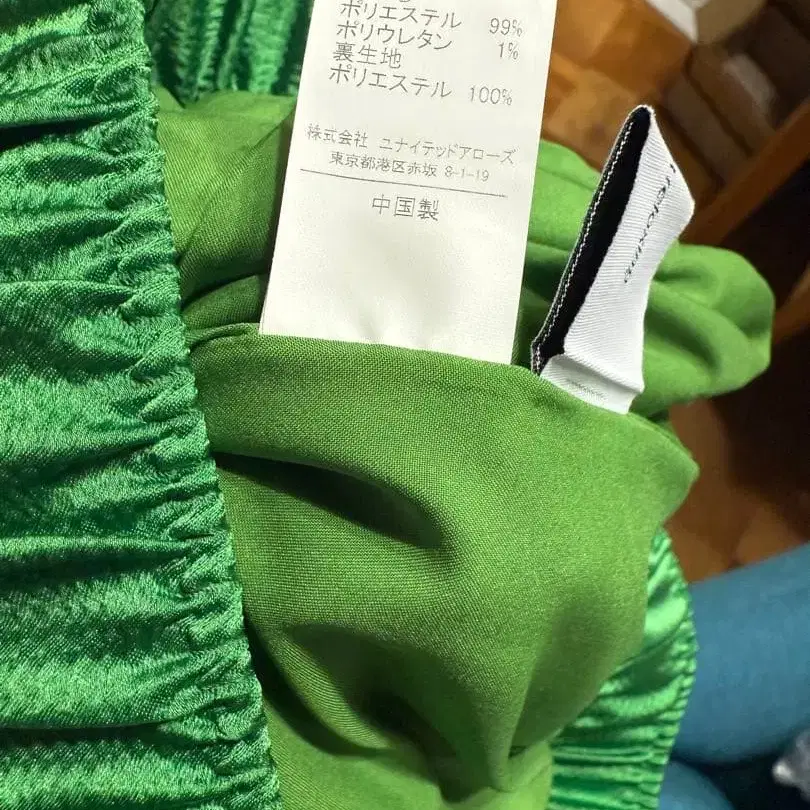 ポリエステル 99%
ポリウレタン 1%
裏生地
ポリエステル 100%
株式会社 ユナイテッドアローズ
東京都港区赤坂 8-1-19
中国製